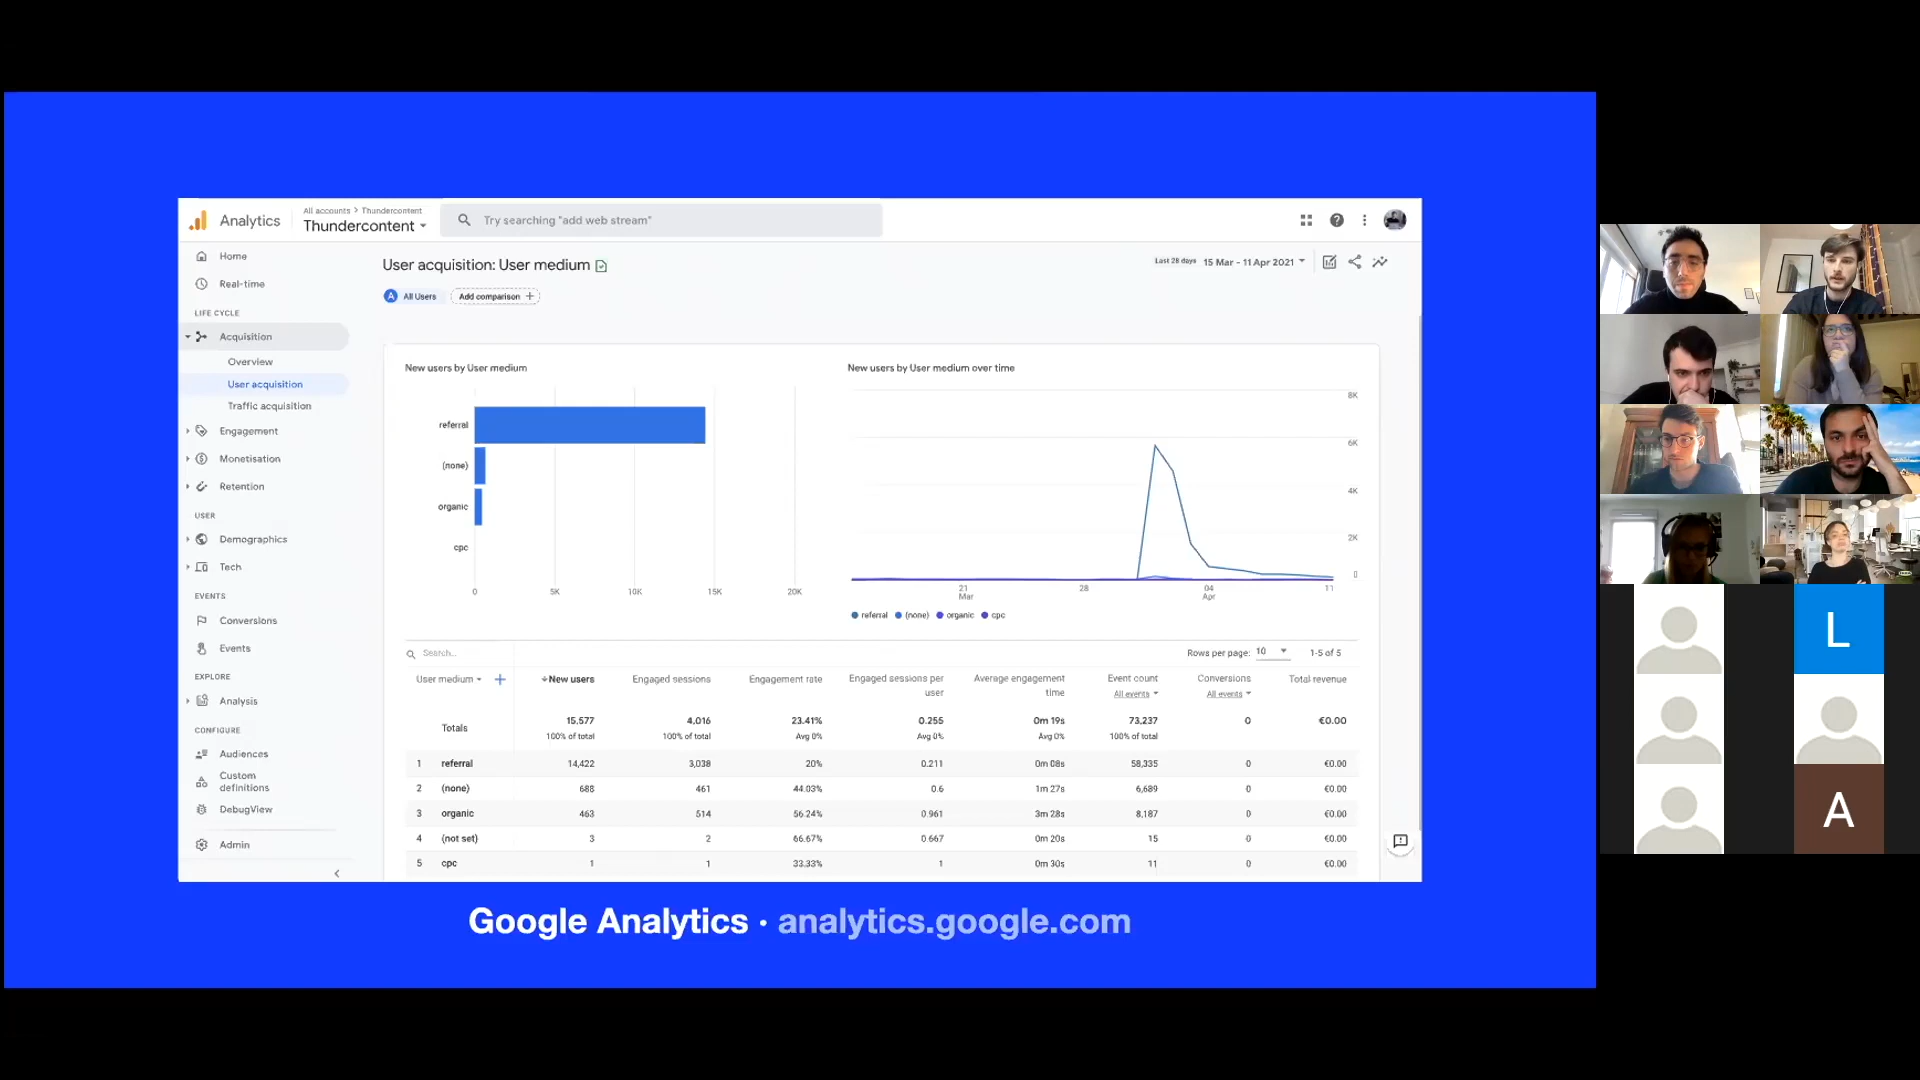 Analytics
All accounts > Thundercontent
Thundercontent
Try searching "add web stream"
Home
Real-time
LIFE CYCLE
Acquisition
Overview
User acquisition
Traffic acquisition
Engagement
Monetisation
Retention
USER
Demographics
Tech
EVENTS
Conversions
Events
EXPLORE
Analysis
CONFIGURE
Audiences
Custom
definitions
DebugView
Admin
User acquisition: User medium
Last 28 days 15 Mar - 11 Apr 2021
A All Users
Add comparison +
New users by User medium
referral
(none)
organic
cpc
0 5K 10K 15K 20K
New users by User medium over time
8K
6K
4K
2K
0
21 28 04 11
Mar Apr
referral (none) organic cpc
Search...
Rows per page: 10 1-5 of 5
User medium + New users Engaged sessions Engagement rate Engaged sessions per Average engagement Event count Conversions Total revenue
user time All events All events
Totals 15,577 4,016 23.41% 0.255 0m 19s 73,237 0 €0.00
100% of total 100% of total Avg 0% Avg 0% Avg 0% 100% of total
1 referral 14,422 3,038 20% 0.211 0m 08s 58,335 0 €0.00
2 (none) 688 461 44.03% 0.6 1m 27s 6,689 0 €0.00
3 organic 463 514 56.24% 0.961 3m 28s 8,187 0 €0.00
4 (not set) 3 2 66.67% 0.667 0m 20s 15 0 €0.00
5 cpc 1 1 33.33% 1 0m 30s 11 0 €0.00
Google Analytics · analytics.google.com
L
A